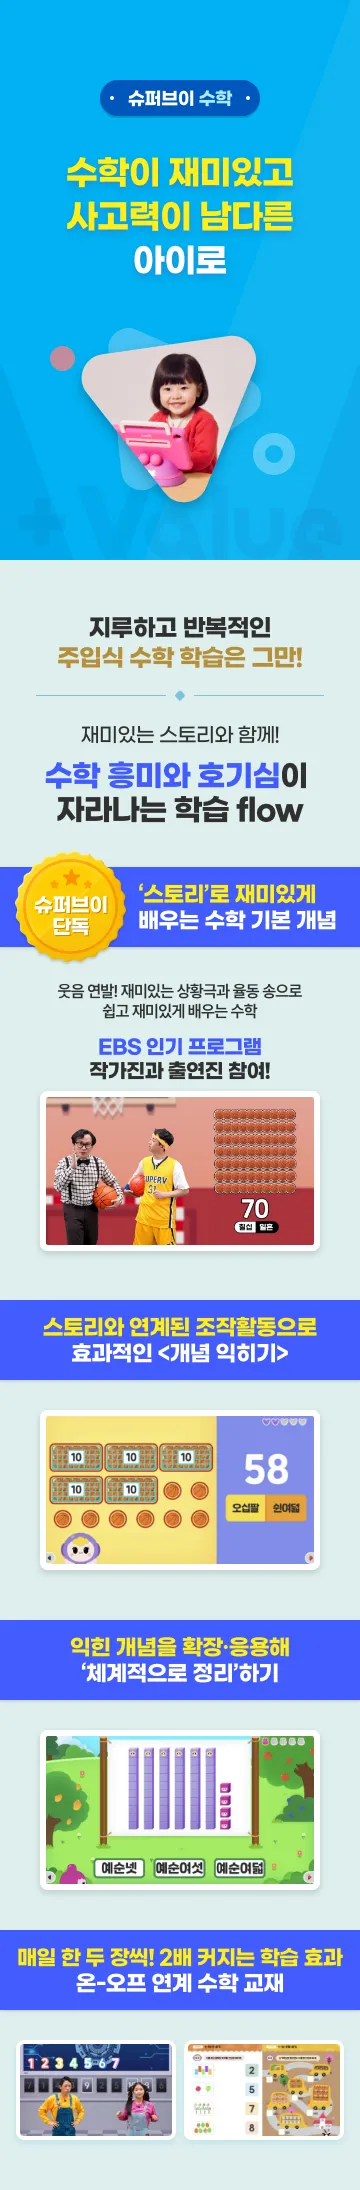 슈퍼브이 수학
수학이 재미있고
사고력이 남다른
아이로
+Value
지루하고 반복적인
주입식 수학 학습은 그만!
재미있는 스토리와 함께!
수학 흥미와 호기심이
자라나는 학습 flow
슈퍼브이
단독
‘스토리’로 재미있게
배우는 수학 기본 개념
웃음 연발! 재미있는 상황극과 율동 송으로
쉽고 재미있게 배우는 수학
EBS 인기 프로그램
작가진과 출연진 참여!
SUPERV
70
칠십 일흔
스토리와 연계된 조작활동으로
효과적인 <개념 익히기>
10 10 10
10 10
58
오십팔 쉰여덟
익힌 개념을 확장·응용해
‘체계적으로 정리’하기
예순넷 예순여섯 예순여덟
매일 한 두 장씩! 2배 커지는 학습 효과
온-오프 연계 수학 교재
1 2 3 4 5 6 7
2
5
7
8